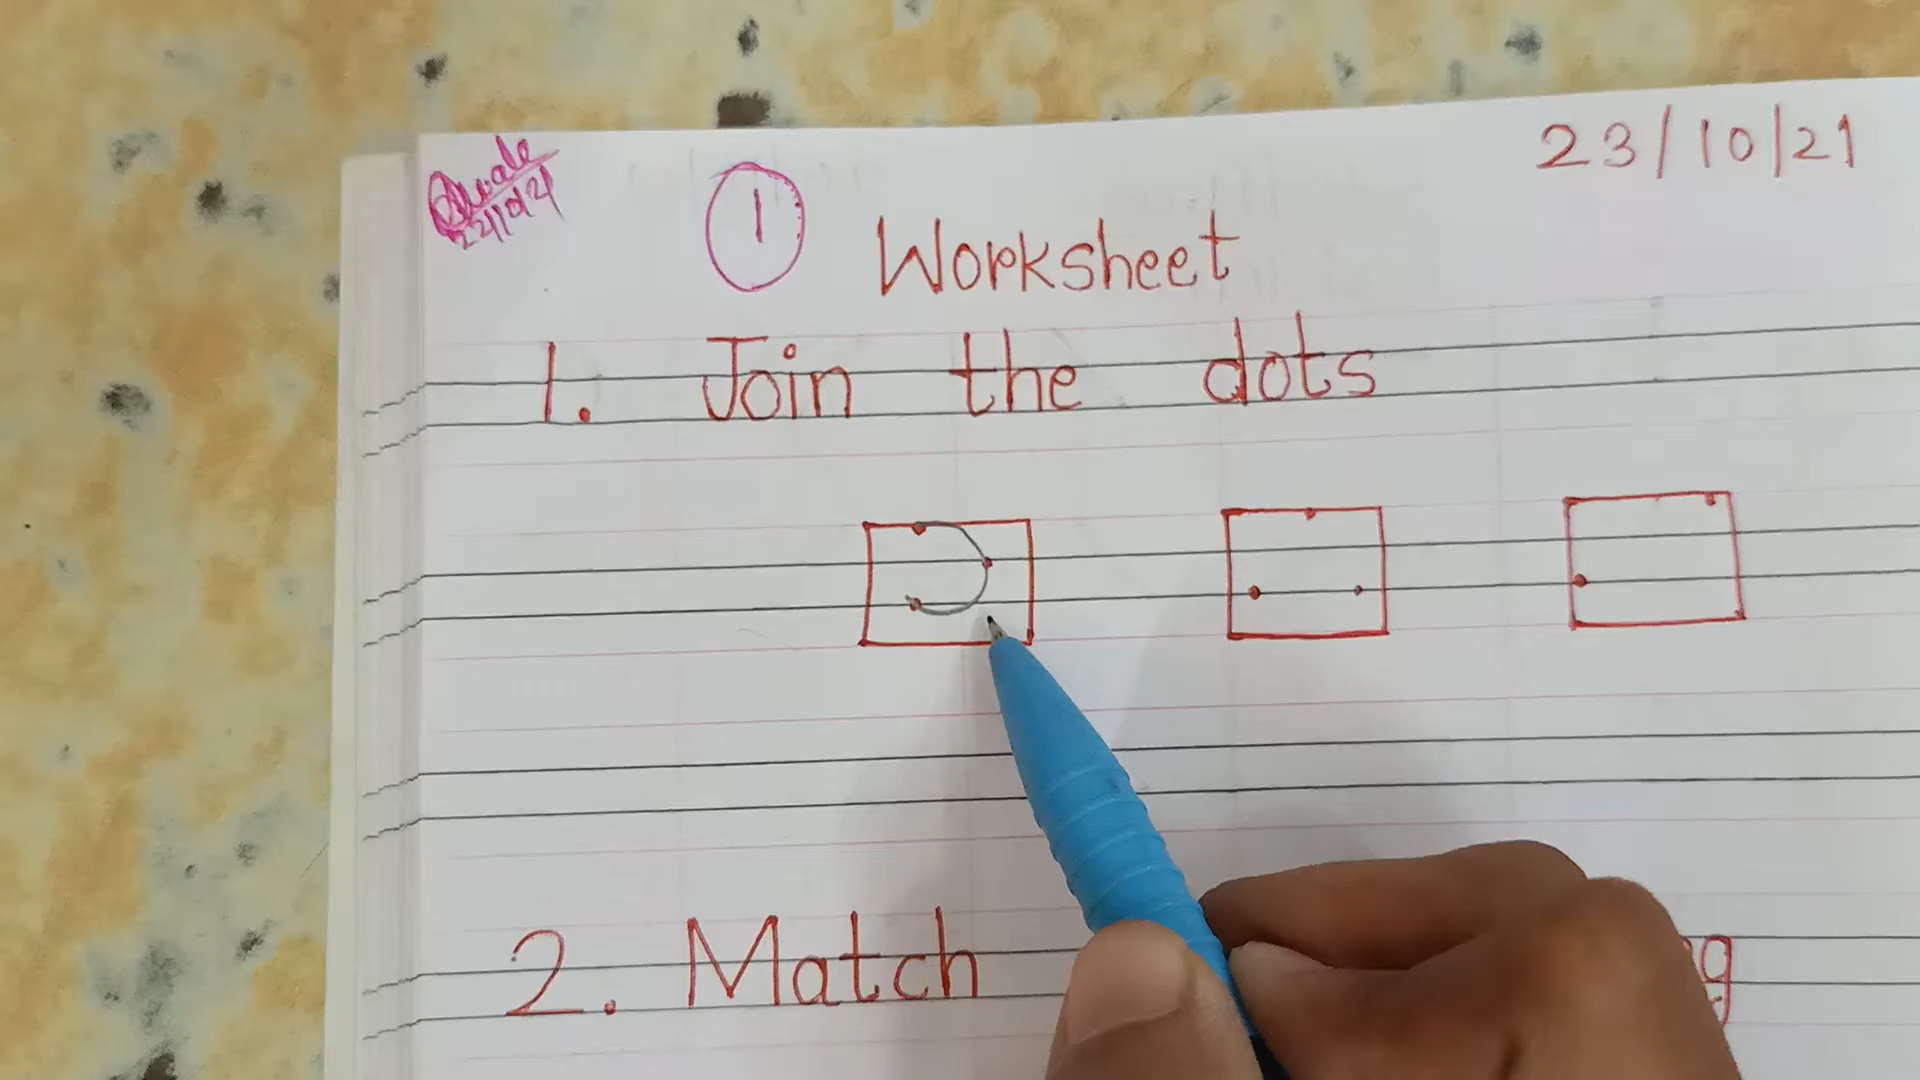 23/10/21
1
Worksheet
1. Join the dots
2. Match